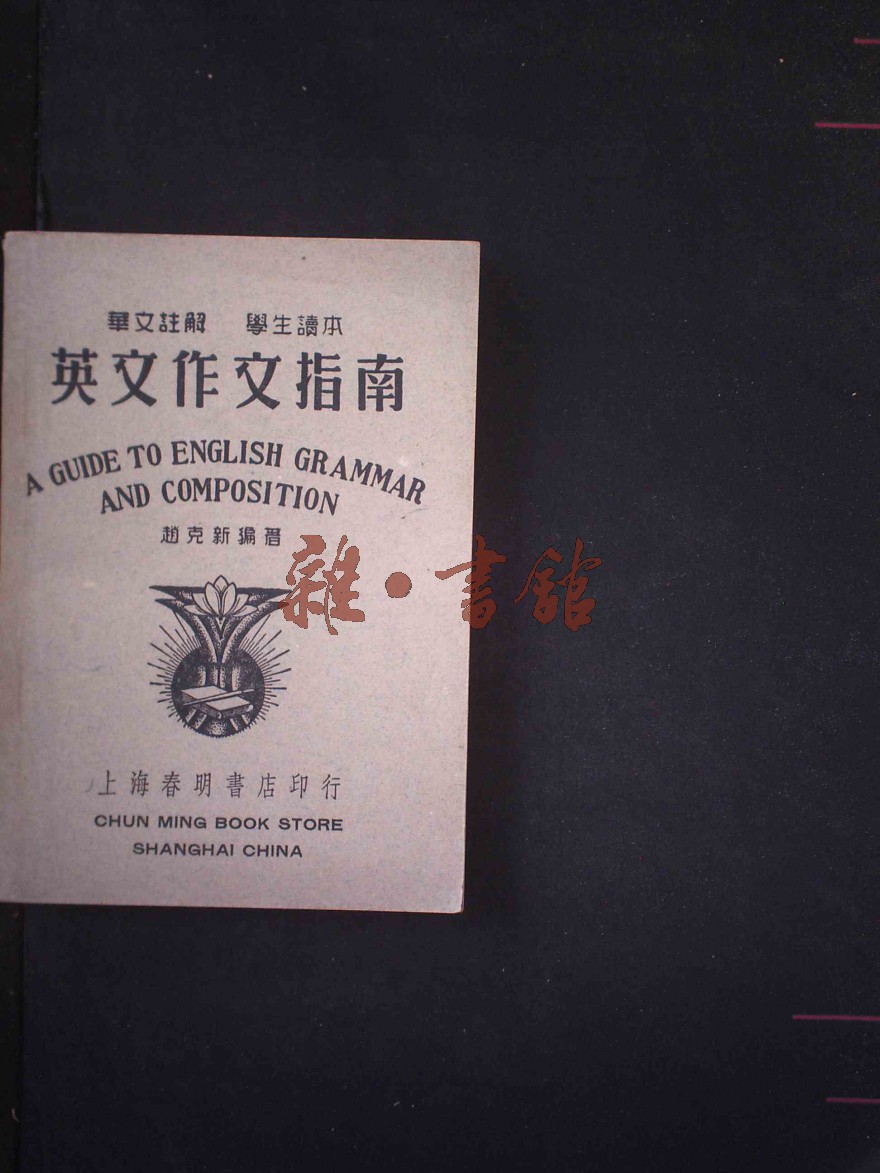 華文註解 學生讀本
英文作文指南
A GUIDE TO ENGLISH GRAMMAR
AND COMPOSITION
趙克新編著
雜·書館
上海春明書店印行
CHUN MING BOOK STORE
SHANGHAI CHINA